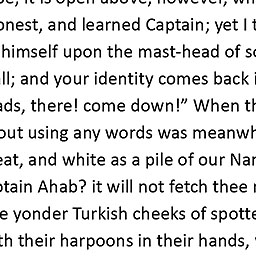 it is open above, however, wh
onest, and learned Captain; yet I t
himself upon the mast-head of s
ll; and your identity comes back i
ads, there! come down!” When th
out using any words was meanwh
eat, and white as a pile of our Nar
ptain Ahab? it will not fetch thee r
e yonder Turkish cheeks of spotte
th their harpoons in their hands,